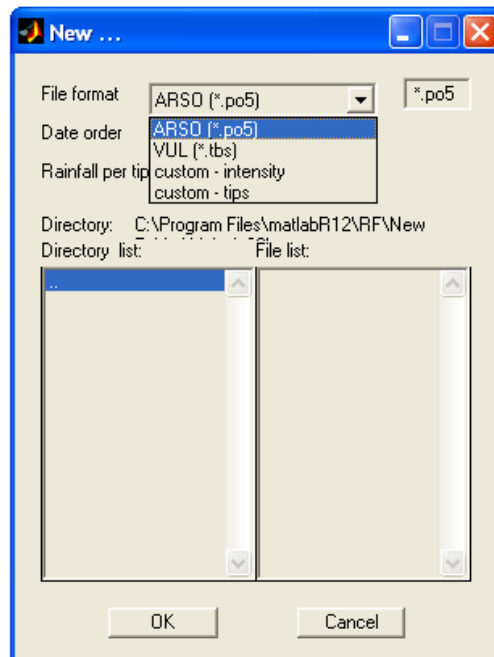 New ...
File format
ARSO (*.po5)
*.po5
Date order
ARSO (*.po5)
VUL (*.tbs)
Rainfall per tip
custom - intensity
custom - tips
Directory: C:\Program Files\matlabR12\RF\New
Directory list:
File list:
..
OK
Cancel